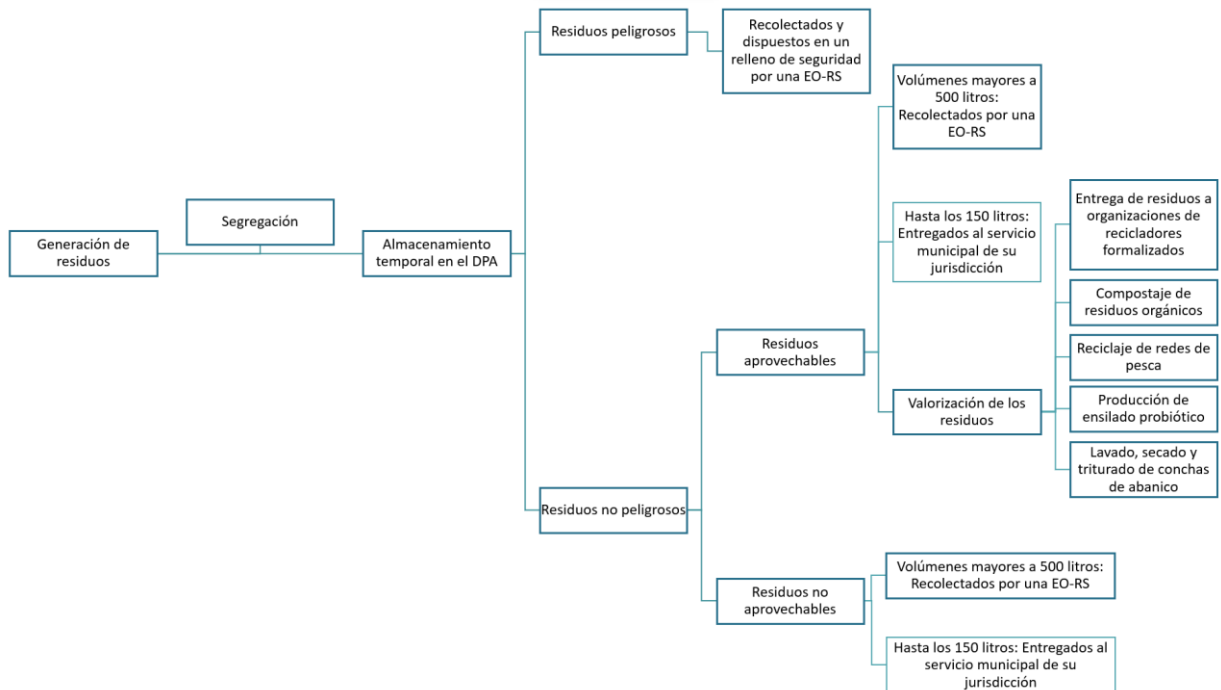 Generación de
residuos
Segregación
Almacenamiento
temporal en el DPA
Residuos peligrosos
Recolectados y
dispuestos en un
relleno de seguridad
por una EO-RS
Residuos no peligrosos
Residuos
aprovechables
Volúmenes mayores a
500 litros:
Recolectados por una
EO-RS
Hasta los 150 litros:
Entregados al servicio
municipal de su
jurisdicción
Valorización de los
residuos
Entrega de residuos a
organizaciones de
recicladores
formalizados
Compostaje de
residuos orgánicos
Reciclaje de redes de
pesca
Producción de
ensilado probiótico
Lavado, secado y
triturado de conchas
de abanico
Residuos no
aprovechables
Volúmenes mayores a 500 litros:
Recolectados por una EO-RS
Hasta los 150 litros: Entregados al
servicio municipal de su
jurisdicción